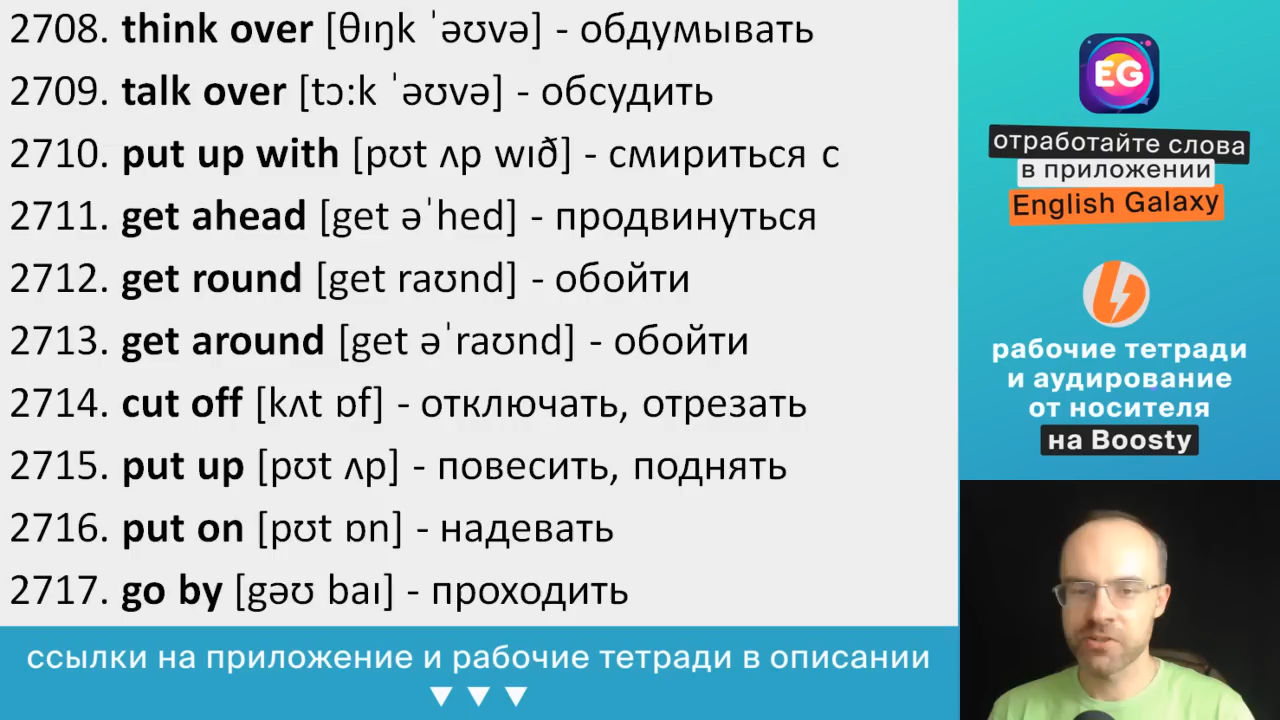 2708. think over [θɪŋk ˈəʊvə] - обдумывать
2709. talk over [tɔ:k ˈəʊvə] - обсудить
2710. put up with [pʊt ʌp wɪð] - смириться с
2711. get ahead [get əˈhed] - продвинуться
2712. get round [get raʊnd] - обойти
2713. get around [get əˈraʊnd] - обойти
2714. cut off [kʌt ɒf] - отключать, отрезать
2715. put up [pʊt ʌp] - повесить, поднять
2716. put on [pʊt ɒn] - надевать
2717. go by [gəʊ baɪ] - проходить
ссылки на приложение и рабочие тетради в описании
EG
отработайте слова
в приложении
English Galaxy
рабочие тетради
и аудирование
от носителя
на Boosty